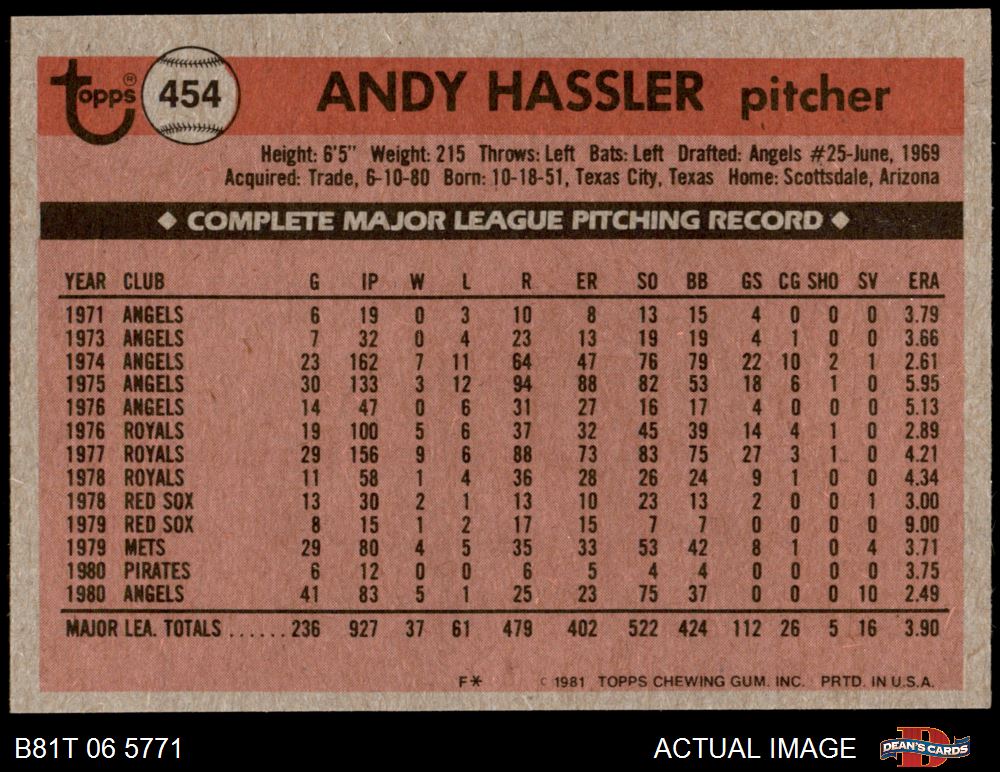 topps® 454 ANDY HASSLER pitcher
Height: 6'5" Weight: 215 Throws: Left Bats: Left Drafted: Angels #25-June, 1969
Acquired: Trade, 6-10-80 Born: 10-18-51, Texas City, Texas Home: Scottsdale, Arizona
◆ COMPLETE MAJOR LEAGUE PITCHING RECORD ◆
YEAR CLUB G IP W L R ER SO BB GS CG SHO SV ERA
1971 ANGELS 6 19 0 3 10 8 13 15 4 0 0 0 3.79
1973 ANGELS 7 32 0 4 23 13 19 19 4 1 0 0 3.66
1974 ANGELS 23 162 7 11 64 47 76 79 22 10 2 1 2.61
1975 ANGELS 30 133 3 12 94 88 82 53 18 6 1 0 5.95
1976 ANGELS 14 47 0 6 31 27 16 17 4 0 0 0 5.13
1976 ROYALS 19 100 5 6 37 32 45 39 14 4 1 0 2.89
1977 ROYALS 29 156 9 6 88 73 83 75 27 3 1 0 4.21
1978 ROYALS 11 58 1 4 36 28 26 24 9 1 0 0 4.34
1978 RED SOX 13 30 2 1 13 10 23 13 2 0 0 1 3.00
1979 RED SOX 8 15 1 2 17 15 7 7 0 0 0 0 9.00
1979 METS 29 80 4 5 35 33 53 42 8 1 0 4 3.71
1980 PIRATES 6 12 0 0 6 5 4 4 0 0 0 0 3.75
1980 ANGELS 41 83 5 1 25 23 75 37 0 0 0 10 2.49
MAJOR LEA. TOTALS ......236 927 37 61 479 402 522 424 112 26 5 16 3.90
F* © 1981 TOPPS CHEWING GUM. INC. PRTD. IN U.S.A.
B81T 06 5771 ACTUAL IMAGE D DEAN'S CARDS